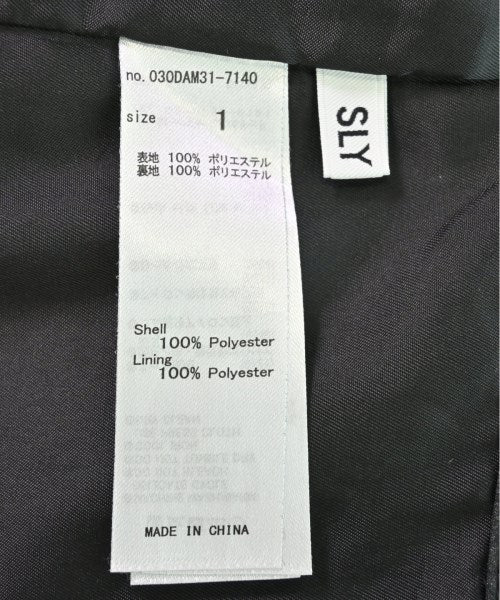 no. 030DAM31-7140
size 1
表地 100% ポリエステル
裏地 100% ポリエステル
Shell
100% Polyester
Lining
100% Polyester
MADE IN CHINA
SLY